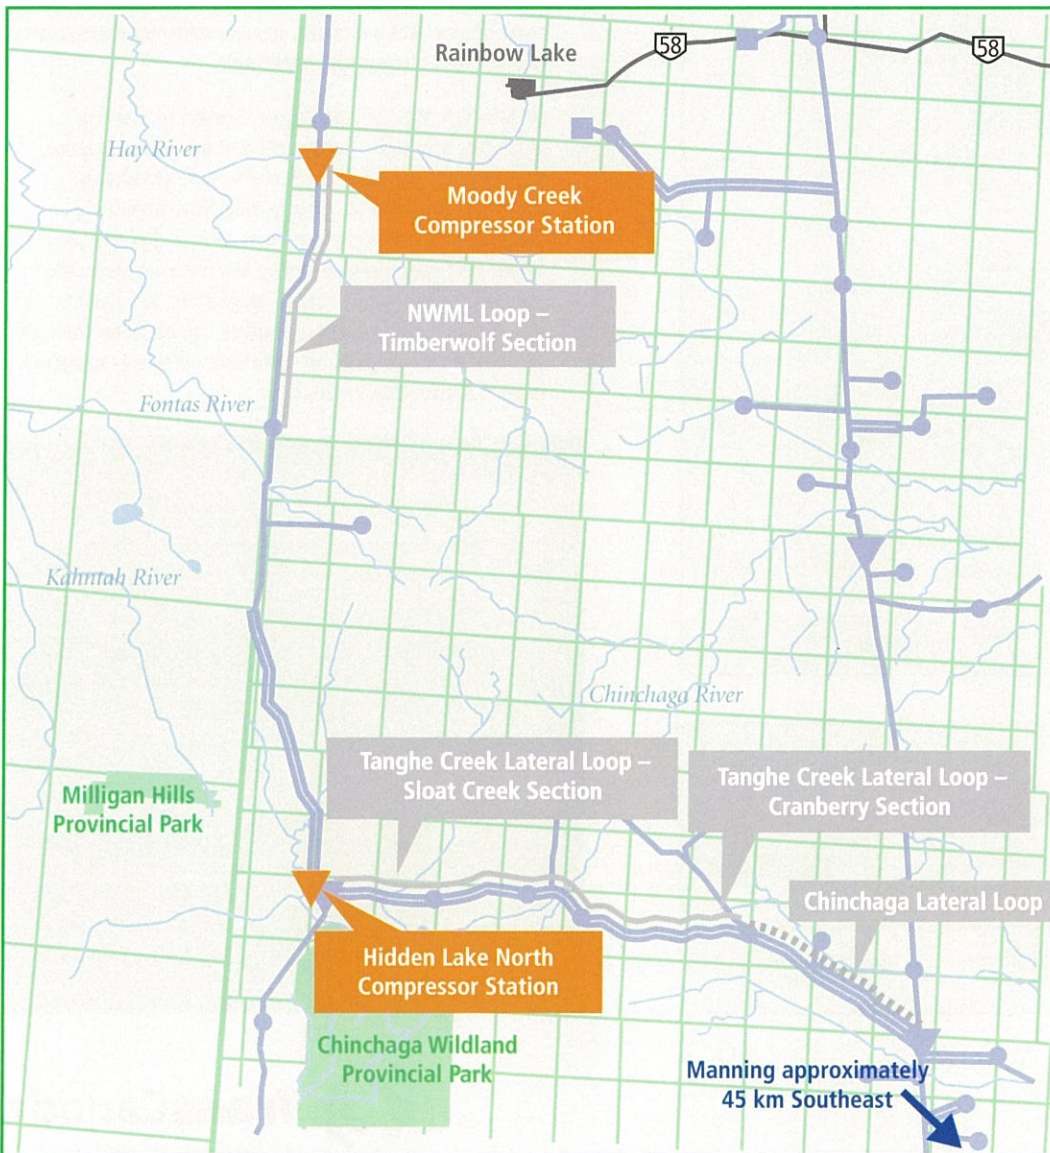 58
58
Rainbow Lake
Hay River
Moody Creek
Compressor Station
NWML Loop –
Timberwolf Section
Fontas River
Kahntah River
Chinchaga River
Tanghe Creek Lateral Loop –
Sloat Creek Section
Tanghe Creek Lateral Loop –
Cranberry Section
Milligan Hills
Provincial Park
Chinchaga Lateral Loop
Hidden Lake North
Compressor Station
Chinchaga Wildland
Provincial Park
Manning approximately
45 km Southeast